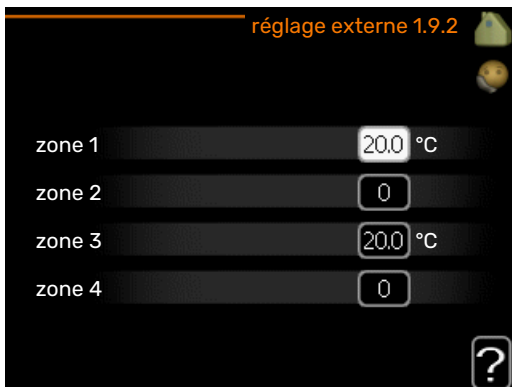 réglage externe 1.9.2
zone 1 20.0 °C
zone 2 0
zone 3 20.0 °C
zone 4 0
?